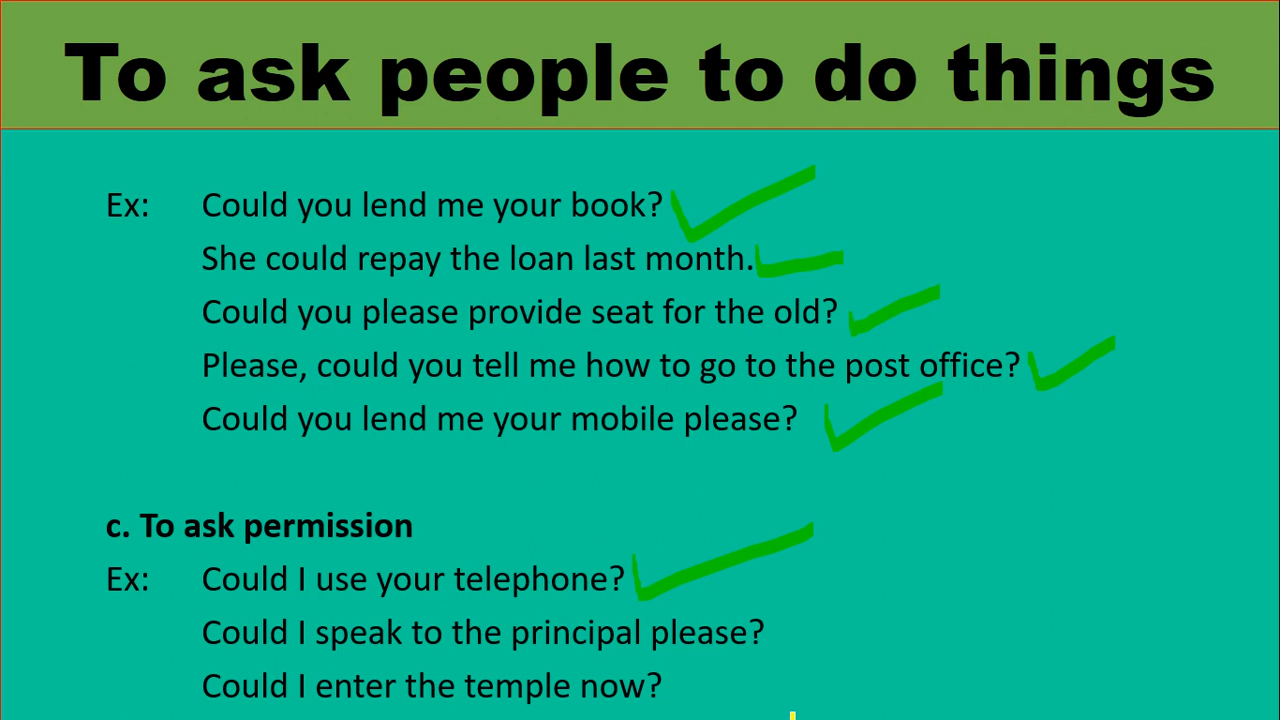 To ask people to do things
Ex: Could you lend me your book?
She could repay the loan last month.
Could you please provide seat for the old?
Please, could you tell me how to go to the post office?
Could you lend me your mobile please?
c. To ask permission
Ex: Could I use your telephone?
Could I speak to the principal please?
Could I enter the temple now?